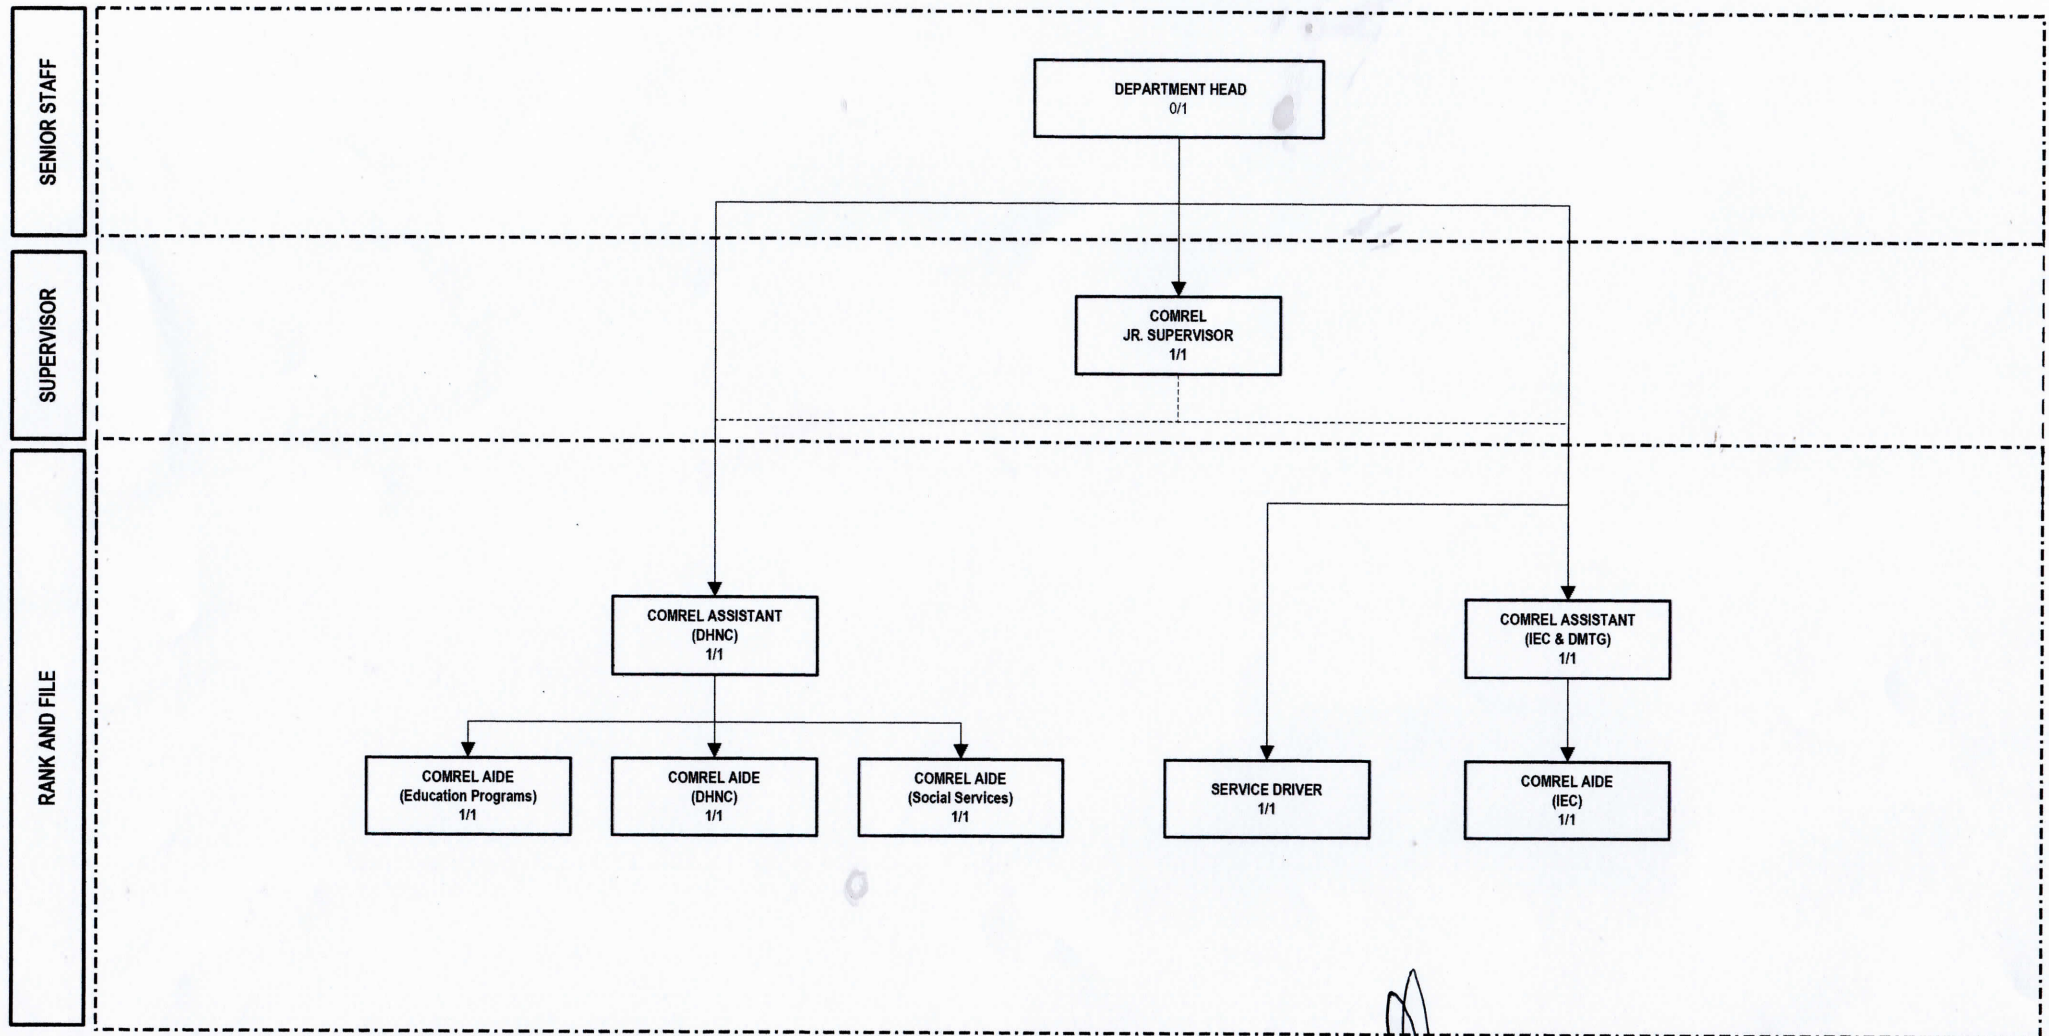 SENIOR STAFF
DEPARTMENT HEAD
0/1
SUPERVISOR
COMREL
JR. SUPERVISOR
1/1
RANK AND FILE
COMREL ASSISTANT
(DHNC)
1/1
COMREL ASSISTANT
(IEC & DMTG)
1/1
COMREL AIDE
(Education Programs)
1/1
COMREL AIDE
(DHNC)
1/1
COMREL AIDE
(Social Services)
1/1
SERVICE DRIVER
1/1
COMREL AIDE
(IEC)
1/1